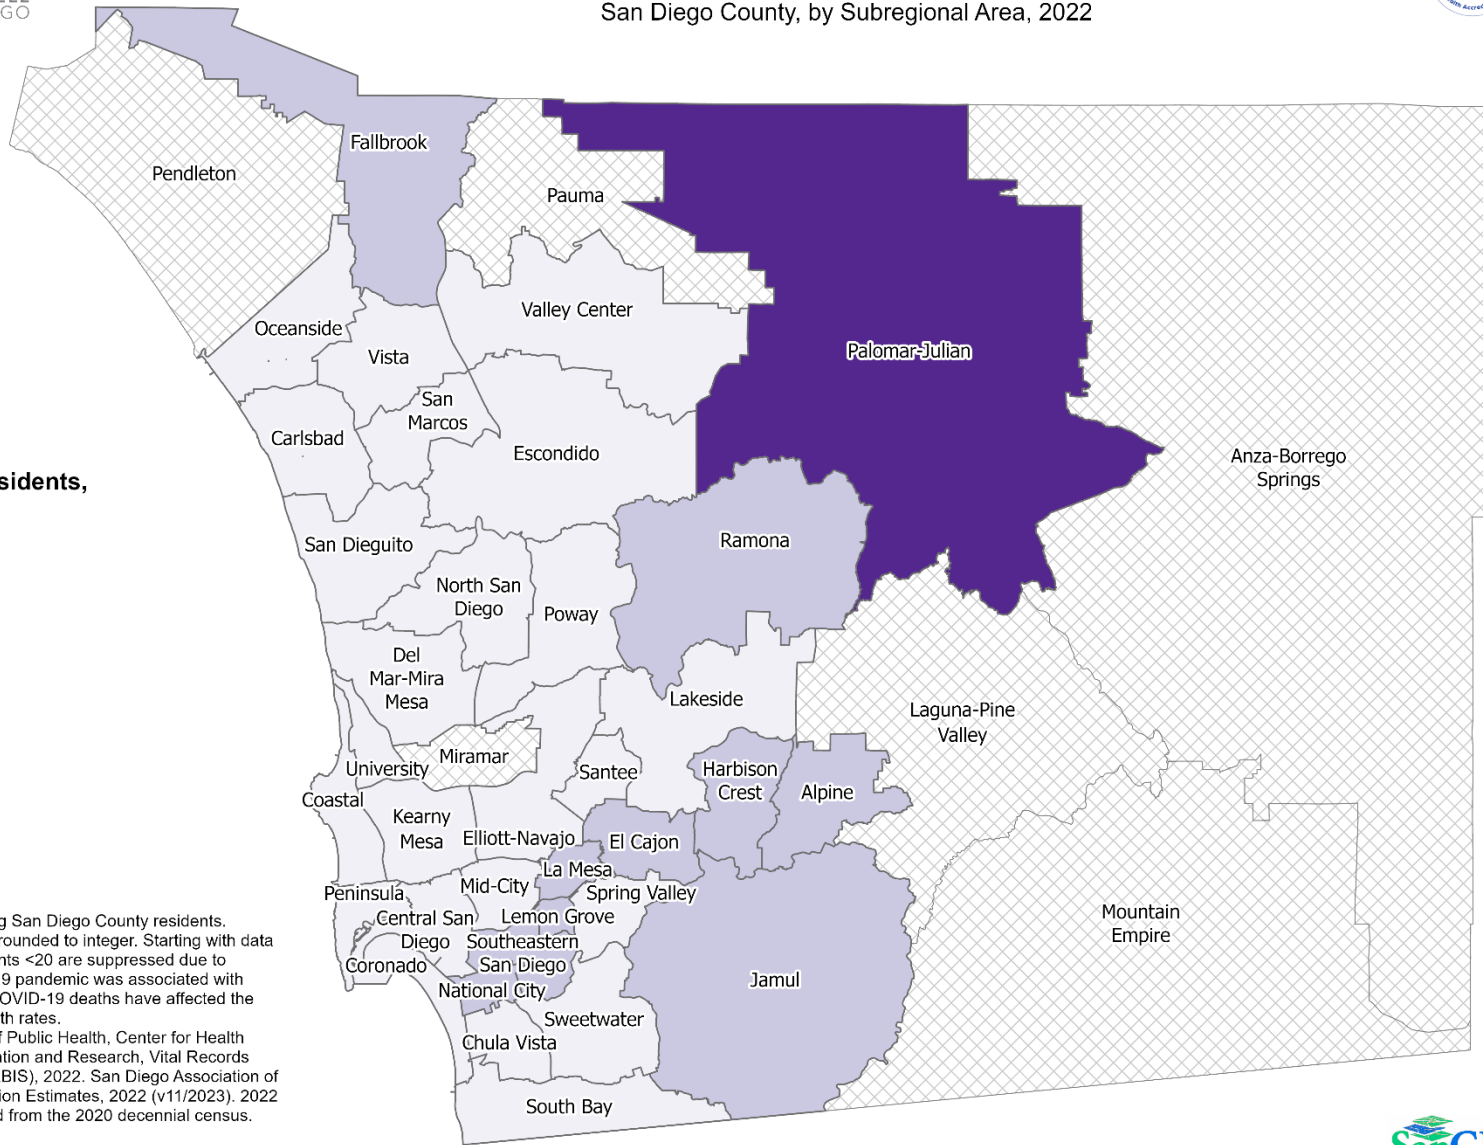 GO
San Diego County, by Subregional Area, 2022
Fallbrook
Pendleton
Pauma
Valley Center
Oceanside
Vista
Palomar-Julian
San
Marcos
Carlsbad
Escondido
Anza-Borrego
Springs
sidents,
San Dieguito
Ramona
North San
Diego
Poway
Del
Mar-Mira
Mesa
Lakeside
Laguna-Pine
Valley
Miramar
University
Santee
Harbison
Crest
Alpine
Coastal
Kearny
Mesa
Elliott-Navajo
El Cajon
La Mesa
Mid-City
Spring Valley
Peninsula
Central San
Diego
Lemon Grove
Southeastern
San Diego
Coronado
National City
Jamul
Mountain
Empire
Sweetwater
Chula Vista
South Bay
g San Diego County residents.
rounded to integer. Starting with data
nts <20 are suppressed due to
9 pandemic was associated with
OVID-19 deaths have affected the
th rates.
f Public Health, Center for Health
ation and Research, Vital Records
BIS), 2022. San Diego Association of
ion Estimates, 2022 (v11/2023). 2022
d from the 2020 decennial census.